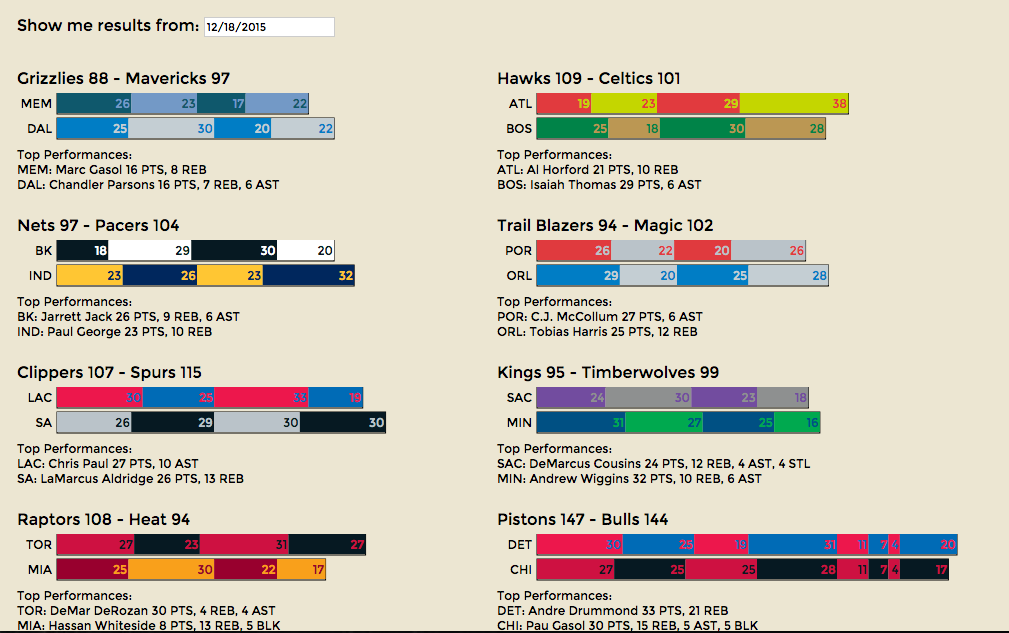 Show me results from: 12/18/2015
Grizzlies 88 - Mavericks 97
MEM 26 23 17 22
DAL 25 30 20 22
Top Performances:
MEM: Marc Gasol 16 PTS, 8 REB
DAL: Chandler Parsons 16 PTS, 7 REB, 6 AST
Hawks 109 - Celtics 101
ATL 19 23 29 38
BOS 25 18 30 28
Top Performances:
ATL: Al Horford 21 PTS, 10 REB
BOS: Isaiah Thomas 29 PTS, 6 AST
Nets 97 - Pacers 104
BK 18 29 30 20
IND 23 26 23 32
Top Performances:
BK: Jarrett Jack 26 PTS, 9 REB, 6 AST
IND: Paul George 23 PTS, 10 REB
Trail Blazers 94 - Magic 102
POR 26 22 20 26
ORL 29 20 25 28
Top Performances:
POR: C.J. McCollum 27 PTS, 6 AST
ORL: Tobias Harris 25 PTS, 12 REB
Clippers 107 - Spurs 115
LAC 30 25 33 19
SA 26 29 30 30
Top Performances:
LAC: Chris Paul 27 PTS, 10 AST
SA: LaMarcus Aldridge 26 PTS, 13 REB
Kings 95 - Timberwolves 99
SAC 24 30 23 18
MIN 31 27 25 16
Top Performances:
SAC: DeMarcus Cousins 24 PTS, 12 REB, 4 AST, 4 STL
MIN: Andrew Wiggins 32 PTS, 10 REB, 6 AST
Raptors 108 - Heat 94
TOR 27 23 31 27
MIA 25 30 22 17
Top Performances:
TOR: DeMar DeRozan 30 PTS, 4 REB, 4 AST
MIA: Hassan Whiteside 8 PTS, 13 REB, 5 BLK
Pistons 147 - Bulls 144
DET 30 25 19 31 11 7 4 20
CHI 27 25 25 28 11 7 4 17
Top Performances:
DET: Andre Drummond 33 PTS, 21 REB
CHI: Pau Gasol 30 PTS, 15 REB, 5 AST, 5 BLK